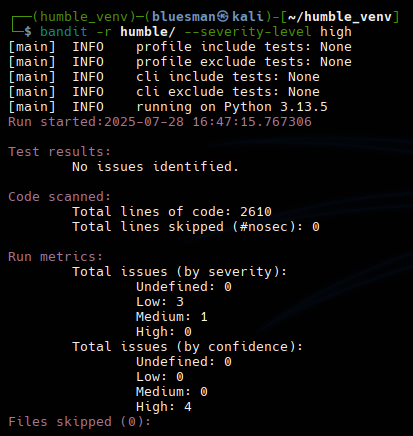 ┌──(humble_venv)─(bluesman㉿kali)-[~/humble_venv]
└─$ bandit -r humble/ --severity-level high
[main]  INFO    profile include tests: None
[main]  INFO    profile exclude tests: None
[main]  INFO    cli include tests: None
[main]  INFO    cli exclude tests: None
[main]  INFO    running on Python 3.13.5
Run started:2025-07-28 16:47:15.767306

Test results:
        No issues identified.

Code scanned:
        Total lines of code: 2610
        Total lines skipped (#nosec): 0

Run metrics:
        Total issues (by severity):
                Undefined: 0
                Low: 3
                Medium: 1
                High: 0
        Total issues (by confidence):
                Undefined: 0
                Low: 0
                Medium: 0
                High: 4
Files skipped (0):